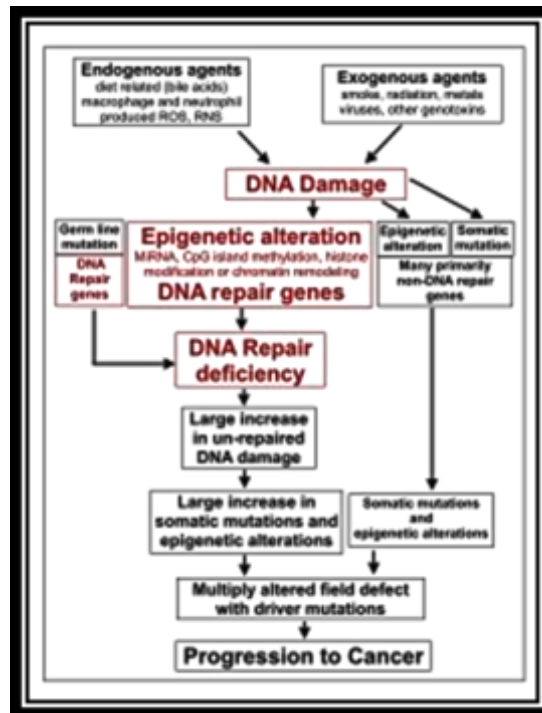 Endogenous agents
diet related (bile acids)
macrophage and neutrophil
produced ROS, RNS
Exogenous agents
smoke, radiation, metals
viruses, other genotoxins
DNA Damage
Germ line
mutation
DNA
Repair
genes
Epigenetic alteration
MiRNA, CpG island methylation, histone
modification or chromatin remodeling
DNA repair genes
Epigenetic
alteration
Somatic
mutation
Many primarily
non-DNA repair
genes
DNA Repair
deficiency
Large increase
in un-repaired
DNA damage
Large increase in
somatic mutations and
epigenetic alterations
Somatic mutations
and
epigenetic alterations
Multiply altered field defect
with driver mutations
Progression to Cancer